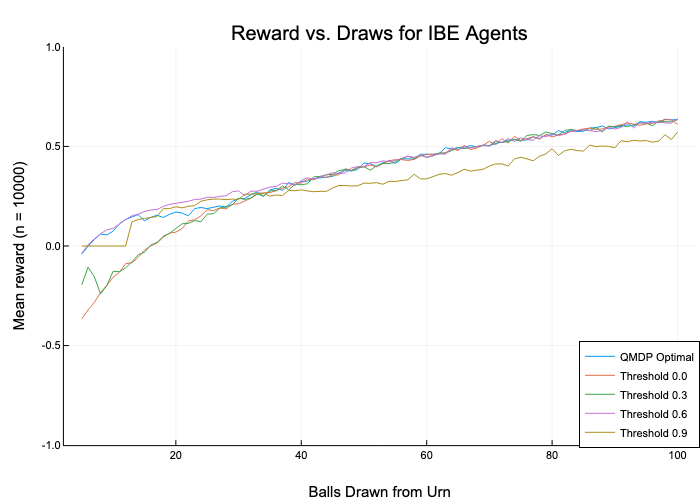 Reward vs. Draws for IBE Agents
Mean reward (n = 10000)
1.0
0.5
0.0
-0.5
-1.0
20
40
60
80
100
Balls Drawn from Urn
QMDP Optimal
Threshold 0.0
Threshold 0.3
Threshold 0.6
Threshold 0.9